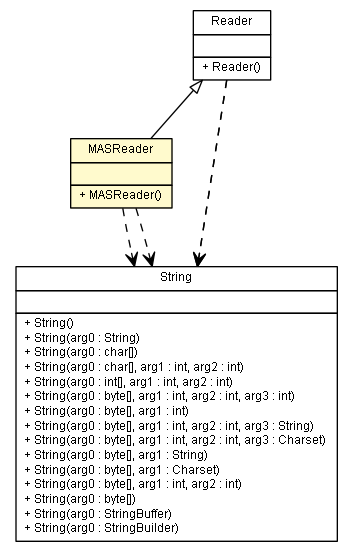 Reader
+ Reader()
MASReader
+ MASReader()
String
+ String()
+ String(arg0 : String)
+ String(arg0 : char[])
+ String(arg0 : char[], arg1 : int, arg2 : int)
+ String(arg0 : int[], arg1 : int, arg2 : int)
+ String(arg0 : byte[], arg1 : int, arg2 : int, arg3 : int)
+ String(arg0 : byte[], arg1 : int)
+ String(arg0 : byte[], arg1 : int, arg2 : int, arg3 : String)
+ String(arg0 : byte[], arg1 : int, arg2 : int, arg3 : Charset)
+ String(arg0 : byte[], arg1 : String)
+ String(arg0 : byte[], arg1 : Charset)
+ String(arg0 : byte[], arg1 : int, arg2 : int)
+ String(arg0 : byte[])
+ String(arg0 : StringBuffer)
+ String(arg0 : StringBuilder)